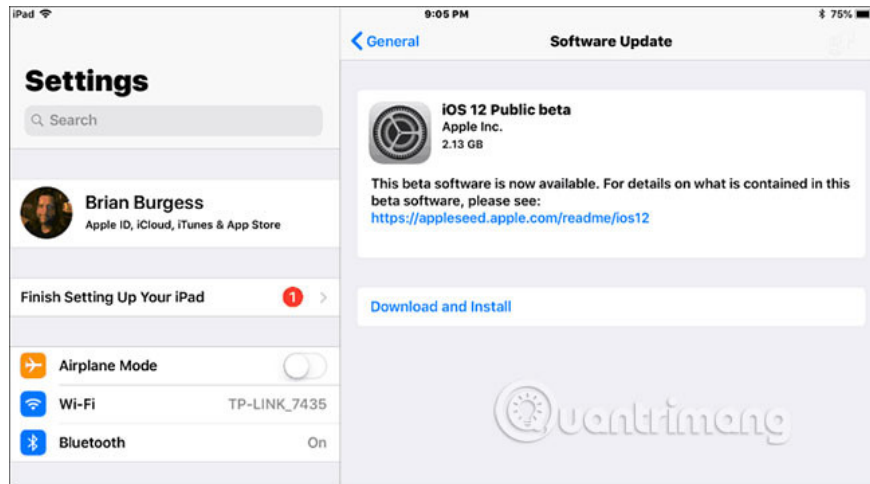 iPad
9:05 PM
75%
Settings
Search
Brian Burgess
Apple ID, iCloud, iTunes & App Store
Finish Setting Up Your iPad
1
Airplane Mode
Wi-Fi
TP-LINK_7435
Bluetooth
On
General
Software Update
iOS 12 Public beta
Apple Inc.
2.13 GB
This beta software is now available. For details on what is contained in this
beta software, please see:
https://appleseed.apple.com/readme/ios12
Download and Install
Quantrimang